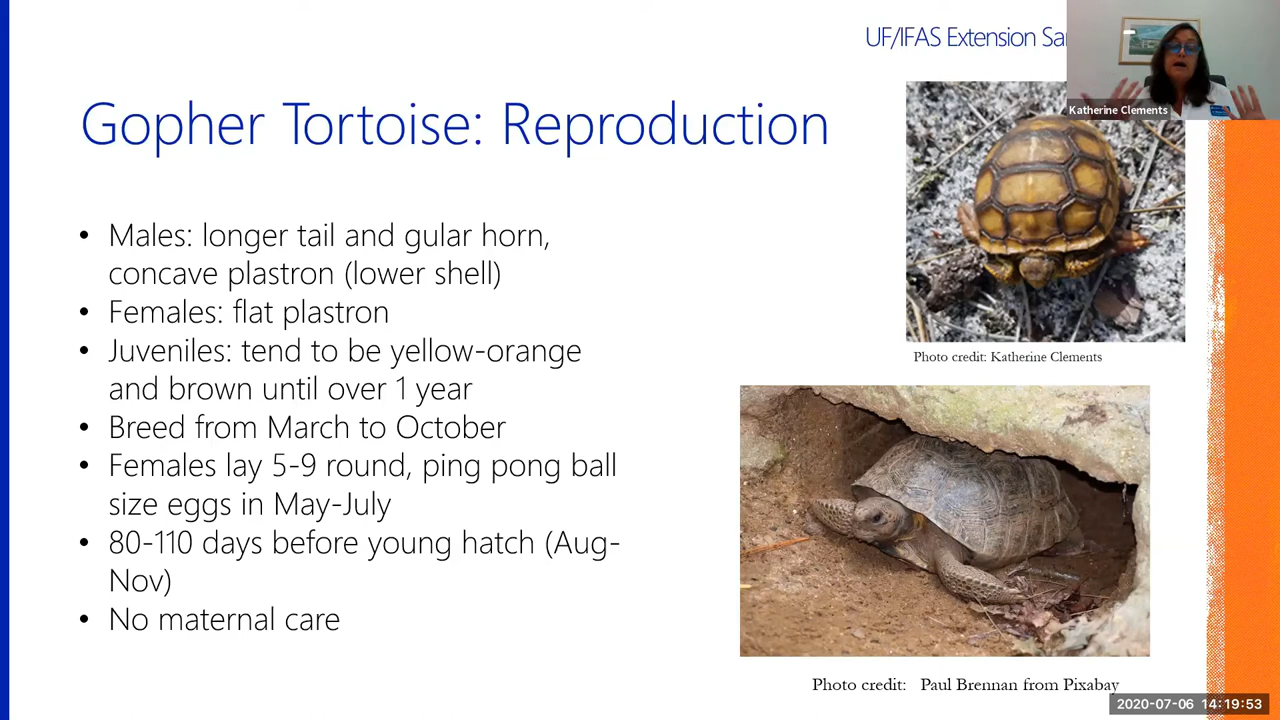 UF/IFAS Extension
Katherine Clements
Gopher Tortoise: Reproduction
• Males: longer tail and gular horn,
concave plastron (lower shell)
• Females: flat plastron
• Juveniles: tend to be yellow-orange
and brown until over 1 year
• Breed from March to October
• Females lay 5-9 round, ping pong ball
size eggs in May-July
• 80-110 days before young hatch (Aug-
Nov)
• No maternal care
Photo credit: Katherine Clements
Photo credit: Paul Brennan from Pixabay
2020-07-06 14:19:53